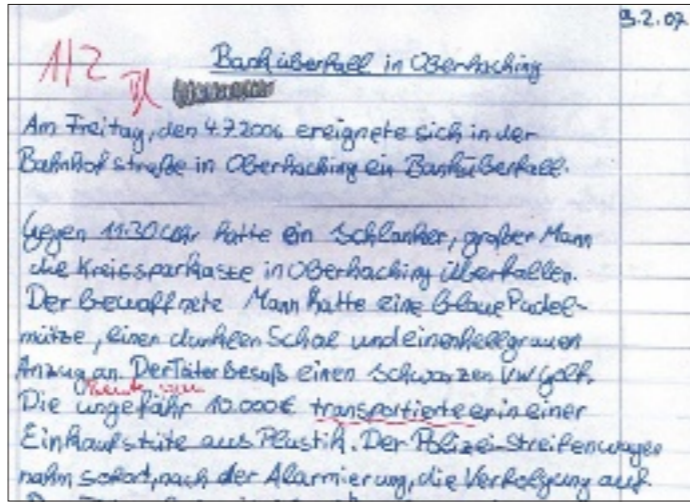 9.2.07
1/2
Banküberfall in Oberhaching
Am Freitag, den 4.7.2006 ereignete sich in der
Bahnhofstraße in Oberhaching ein Banküberfall.
Gegen 11:30 Uhr hatte ein schlanker, großer Mann
die Kreissparkasse in Oberhaching überfallen.
Der bewaffnete Mann hatte eine blaue Pudel-
mütze, einen dunklen Schal und einen hellgrauen
Anzug an. Der Täter besaß einen schwarzen VW Golf.
Die ungefähr 10.000€ transportierte er in einer
Einkaufstüte aus Plastik. Der Polizei-Streifenwagen
nahm sofort, nach der Alarmierung, die Verfolgung auf.